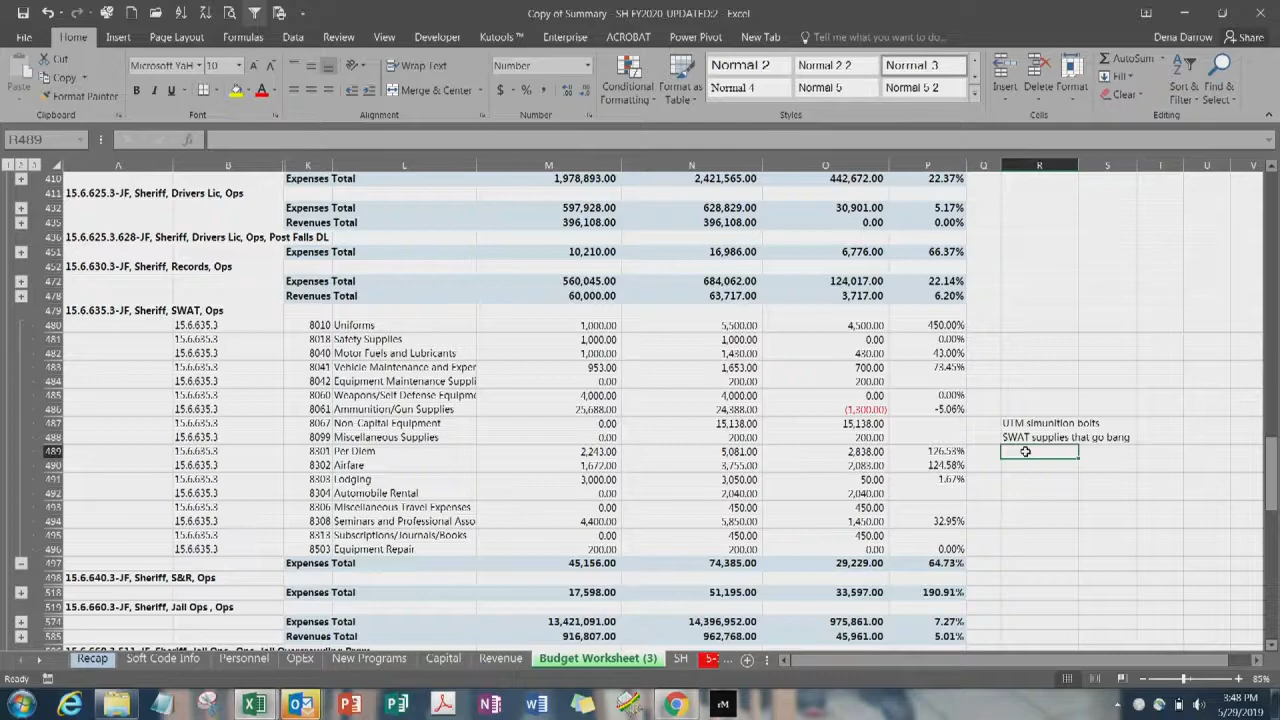 Copy of Summary - SH FY2020_UPDATED:2 - Excel
File Home Insert Page Layout Formulas Data Review View Developer Kutools ™ Enterprise ACROBAT Power Pivot New Tab Tell me what you want to do... Dena Darrow Share
Cut
Copy
Format Painter
Paste
Clipboard
Microsoft YaH 10
B I U
Font
Wrap Text
Merge & Center
Alignment
Number
$ % ,
Number
Conditional Formatting
Format as Table
Normal 2 Normal 2 2 Normal 3
Normal 4 Normal 5 Normal 5 2
Styles
Insert Delete Format
Cells
AutoSum
Fill
Clear
Sort & Filter
Find & Select
Editing
R489
1 2 3 A B K L M N O P Q R S T U V
410 Expenses Total 1,978,893.00 2,421,565.00 442,672.00 22.37%
411 15.6.625.3-JF, Sheriff, Drivers Lic, Ops
432 Expenses Total 597,928.00 628,829.00 30,901.00 5.17%
435 Revenues Total 396,108.00 396,108.00 0.00 0.00%
436 15.6.625.3.628-JF, Sheriff, Drivers Lic, Ops, Post Falls DL
451 Expenses Total 10,210.00 16,986.00 6,776.00 66.37%
452 15.6.630.3-JF, Sheriff, Records, Ops
472 Expenses Total 560,045.00 684,062.00 124,017.00 22.14%
478 Revenues Total 60,000.00 63,717.00 3,717.00 6.20%
479 15.6.635.3-JF, Sheriff, SWAT, Ops
480 15.6.635.3 8010 Uniforms 1,000.00 5,500.00 4,500.00 450.00%
481 15.6.635.3 8018 Safety Supplies 1,000.00 1,000.00 0.00 0.00%
482 15.6.635.3 8040 Motor Fuels and Lubricants 1,000.00 1,430.00 430.00 43.00%
483 15.6.635.3 8041 Vehicle Maintenance and Exper 953.00 1,653.00 700.00 73.45%
484 15.6.635.3 8042 Equipment Maintenance Suppli 0.00 200.00 200.00
485 15.6.635.3 8060 Weapons/Self Defense Equipme 4,000.00 4,000.00 0.00 0.00%
486 15.6.635.3 8061 Ammunition/Gun Supplies 25,688.00 24,388.00 (1,300.00) -5.06%
487 15.6.635.3 8067 Non-Capital Equipment 0.00 15,138.00 15,138.00 UTM simunition bolts
488 15.6.635.3 8099 Miscellaneous Supplies 0.00 200.00 200.00 SWAT supplies that go bang
489 15.6.635.3 8301 Per Diem 2,243.00 5,081.00 2,838.00 126.53%
490 15.6.635.3 8302 Airfare 1,672.00 3,755.00 2,083.00 124.58%
491 15.6.635.3 8303 Lodging 3,000.00 3,050.00 50.00 1.67%
492 15.6.635.3 8304 Automobile Rental 0.00 2,040.00 2,040.00
493 15.6.635.3 8306 Miscellaneous Travel Expenses 0.00 450.00 450.00
494 15.6.635.3 8308 Seminars and Professional Asso 4,400.00 5,850.00 1,450.00 32.95%
495 15.6.635.3 8313 Subscriptions/Journals/Books 0.00 450.00 450.00
496 15.6.635.3 8503 Equipment Repair 200.00 200.00 0.00 0.00%
497 Expenses Total 45,156.00 74,385.00 29,229.00 64.73%
498 15.6.640.3-JF, Sheriff, S&R, Ops
518 Expenses Total 17,598.00 51,195.00 33,597.00 190.91%
519 15.6.660.3-JF, Sheriff, Jail Ops , Ops
574 Expenses Total 13,421,091.00 14,396,952.00 975,861.00 7.27%
585 Revenues Total 916,807.00 962,768.00 45,961.00 5.01%
Recap Soft Code Info Personnel OpEx New Programs Capital Revenue Budget Worksheet (3) SH 5- ...
Ready 85%
3:48 PM
5/29/2019